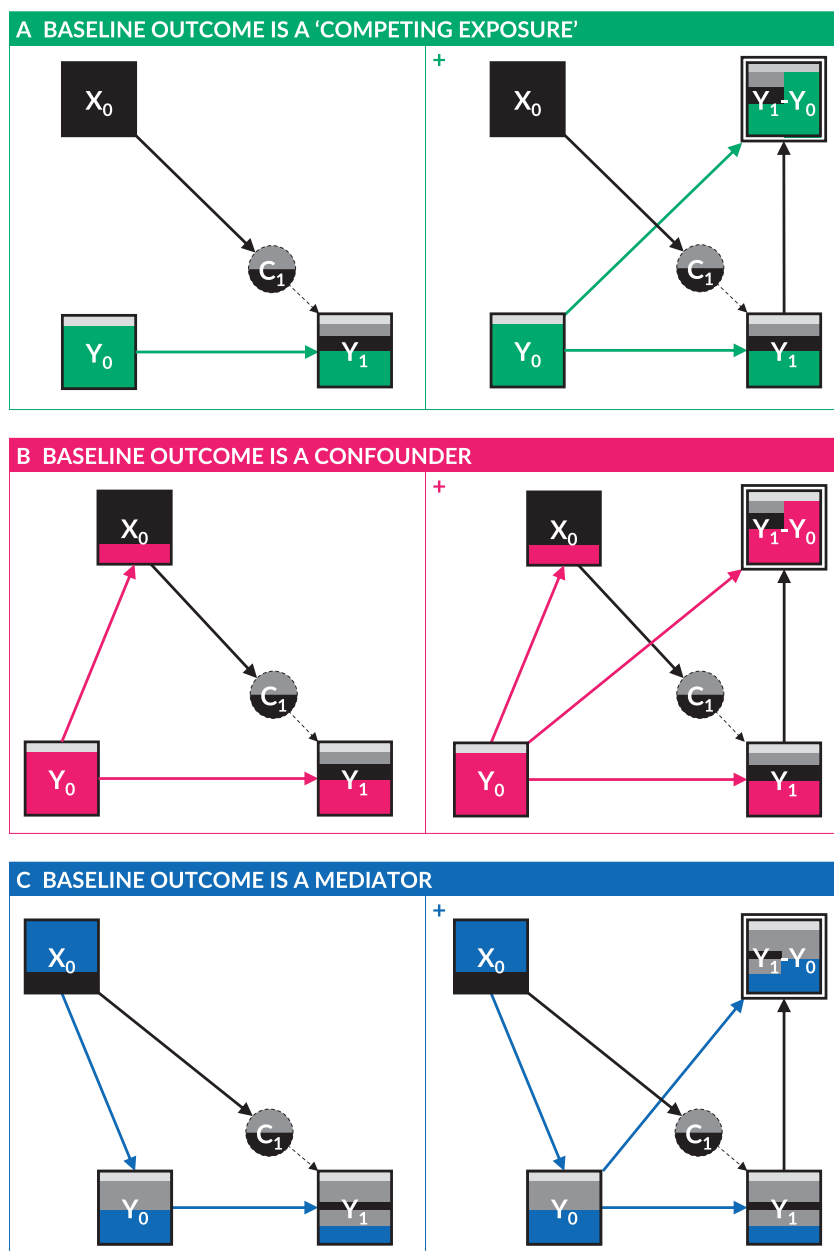 A BASELINE OUTCOME IS A ‘COMPETING EXPOSURE’
X₀
C₁
Y₀
Y₁
+
X₀
Y₁-Y₀
C₁
Y₀
Y₁
B BASELINE OUTCOME IS A CONFOUNDER
X₀
C₁
Y₀
Y₁
+
X₀
Y₁-Y₀
C₁
Y₀
Y₁
C BASELINE OUTCOME IS A MEDIATOR
X₀
C₁
Y₀
Y₁
+
X₀
Y₁-Y₀
C₁
Y₀
Y₁